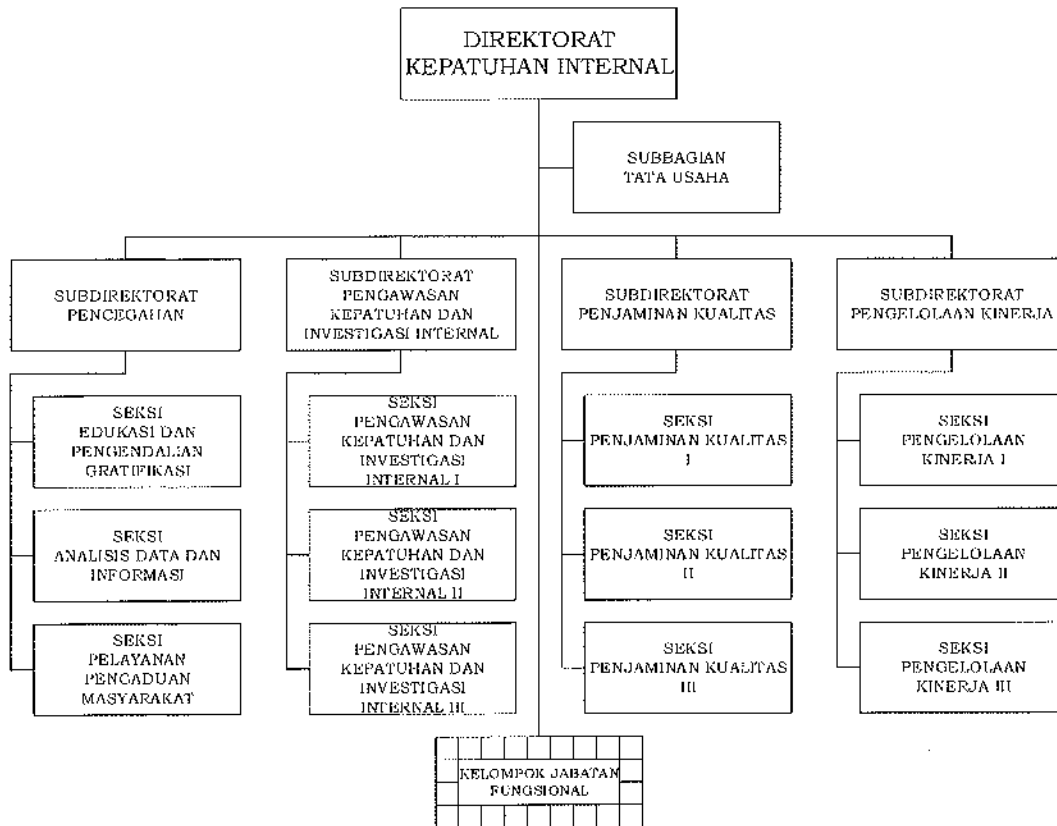 DIREKTORAT
KEPATUHAN INTERNAL
SUBBAGIAN
TATA USAHA
SUBDIREKTORAT
PENCEGAHAN
SUBDIREKTORAT
PENGAWASAN
KEPATUHAN DAN
INVESTIGASI INTERNAL
SUBDIREKTORAT
PENJAMINAN KUALITAS
SUBDIREKTORAT
PENGELOLAAN KINERJA
SEKSI
EDUKASI DAN
PENGENDALIAN
GRATIFIKASI
SEKSI
PENGAWASAN
KEPATUHAN DAN
INVESTIGASI
INTERNAL I
SEKSI
PENJAMINAN KUALITAS
I
SEKSI
PENGELOLAAN
KINERJA I
SEKSI
ANALISIS DATA DAN
INFORMASI
SEKSI
PENGAWASAN
KEPATUHAN DAN
INVESTIGASI
INTERNAL II
SEKSI
PENJAMINAN KUALITAS
II
SEKSI
PENGELOLAAN
KINERJA II
SEKSI
PELAYANAN
PENGADUAN
MASYARAKAT
SEKSI
PENGAWASAN
KEPATUHAN DAN
INVESTIGASI
INTERNAL III
SEKSI
PENJAMINAN KUALITAS
III
SEKSI
PENGELOLAAN
KINERJA III
KELOMPOK JABATAN
FUNGSIONAL